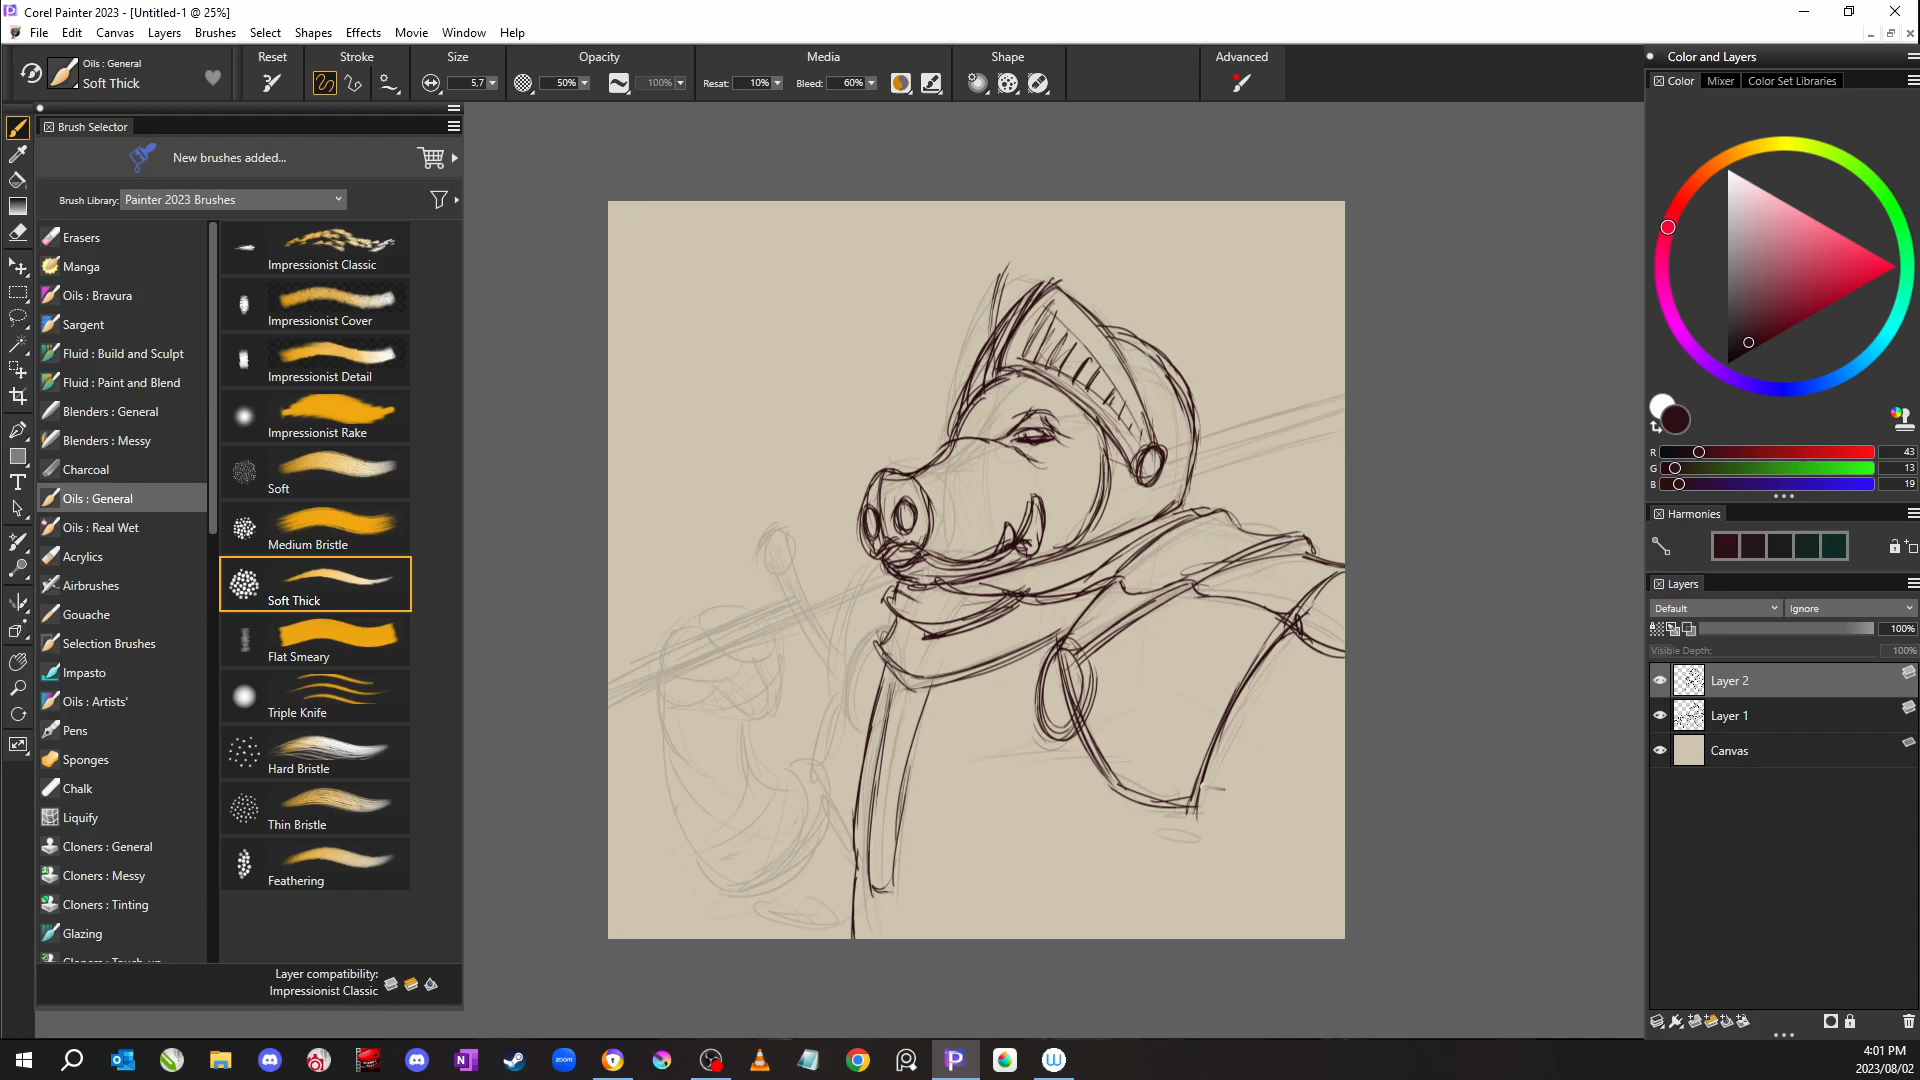 Corel Painter 2023 - [Untitled-1 @ 25%]
File Edit Canvas Layers Brushes Select Shapes Effects Movie Window Help
Oils : General
Soft Thick
Reset
Stroke
Size
5,7
Opacity
50%
100%
Media
Resat: 10%
Bleed: 60%
Shape
Advanced
Brush Selector
New brushes added...
Brush Library: Painter 2023 Brushes
Erasers
Manga
Oils : Bravura
Sargent
Fluid : Build and Sculpt
Fluid : Paint and Blend
Blenders : General
Blenders : Messy
Charcoal
Oils : General
Oils : Real Wet
Acrylics
Airbrushes
Gouache
Selection Brushes
Impasto
Oils : Artists'
Pens
Sponges
Chalk
Liquify
Cloners : General
Cloners : Messy
Cloners : Tinting
Glazing
Impressionist Classic
Impressionist Cover
Impressionist Detail
Impressionist Rake
Soft
Medium Bristle
Soft Thick
Flat Smeary
Triple Knife
Hard Bristle
Thin Bristle
Feathering
Layer compatibility:
Impressionist Classic
Color and Layers
Color Mixer Color Set Libraries
R 43
G 13
B 19
Harmonies
Layers
Default Ignore
100%
Visible Depth: 100%
Layer 2
Layer 1
Canvas
4:01 PM
2023/08/02